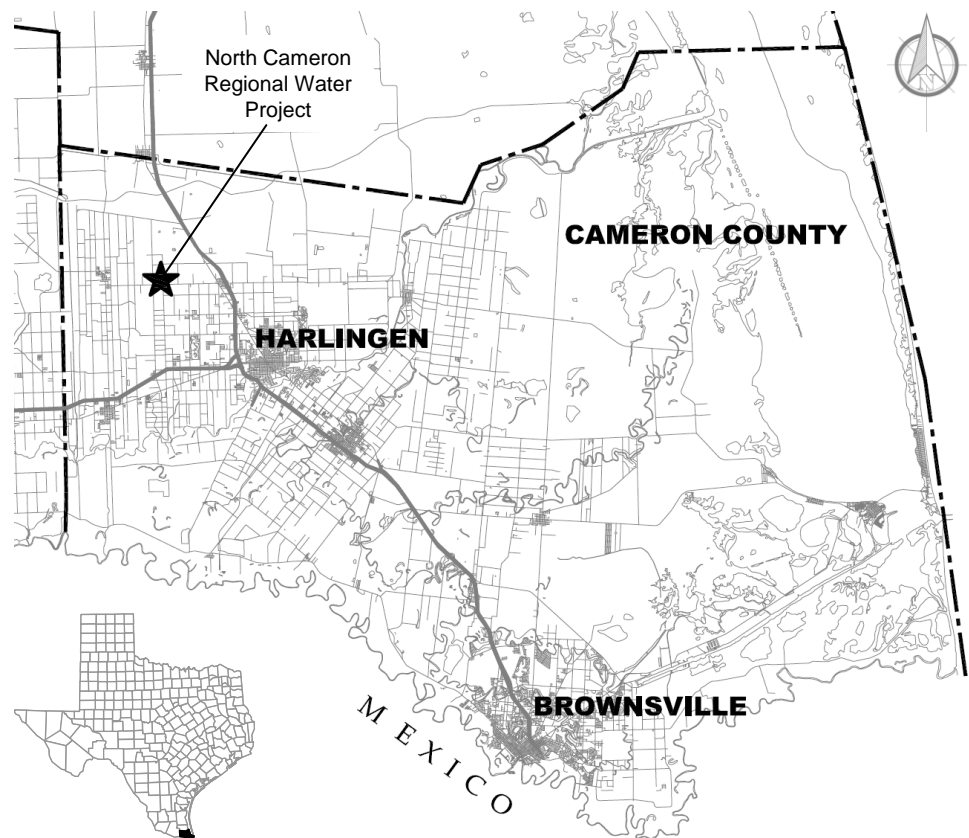 North Cameron
Regional Water
Project
N
CAMERON COUNTY
HARLINGEN
BROWNSVILLE
MEXICO